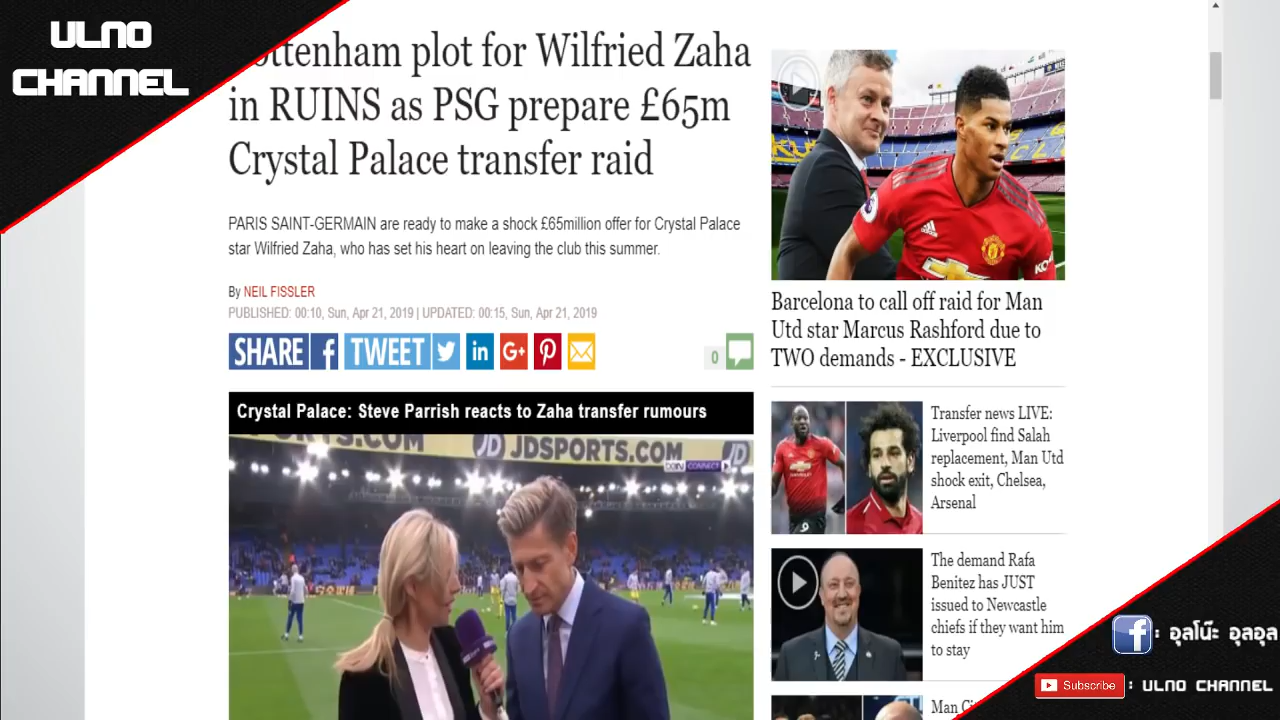 ULNO
CHANNEL
ottenham plot for Wilfried Zaha
in RUINS as PSG prepare £65m
Crystal Palace transfer raid
PARIS SAINT-GERMAIN are ready to make a shock £65million offer for Crystal Palace
star Wilfried Zaha, who has set his heart on leaving the club this summer.
By NEIL FISSLER
PUBLISHED: 00:10, Sun, Apr 21, 2019 | UPDATED: 00:15, Sun, Apr 21, 2019
SHARE f TWEET in G+ 0
Crystal Palace: Steve Parrish reacts to Zaha transfer rumours
JDSPORTS.COM
beIN CONNECT
Barcelona to call off raid for Man
Utd star Marcus Rashford due to
TWO demands - EXCLUSIVE
Transfer news LIVE:
Liverpool find Salah
replacement, Man Utd
shock exit, Chelsea,
Arsenal
The demand Rafa
Benitez has JUST
issued to Newcastle
chiefs if they want him
to stay
Man
f : อุลโน๊ะ อุลอุล
Subscribe : ULNO CHANNEL